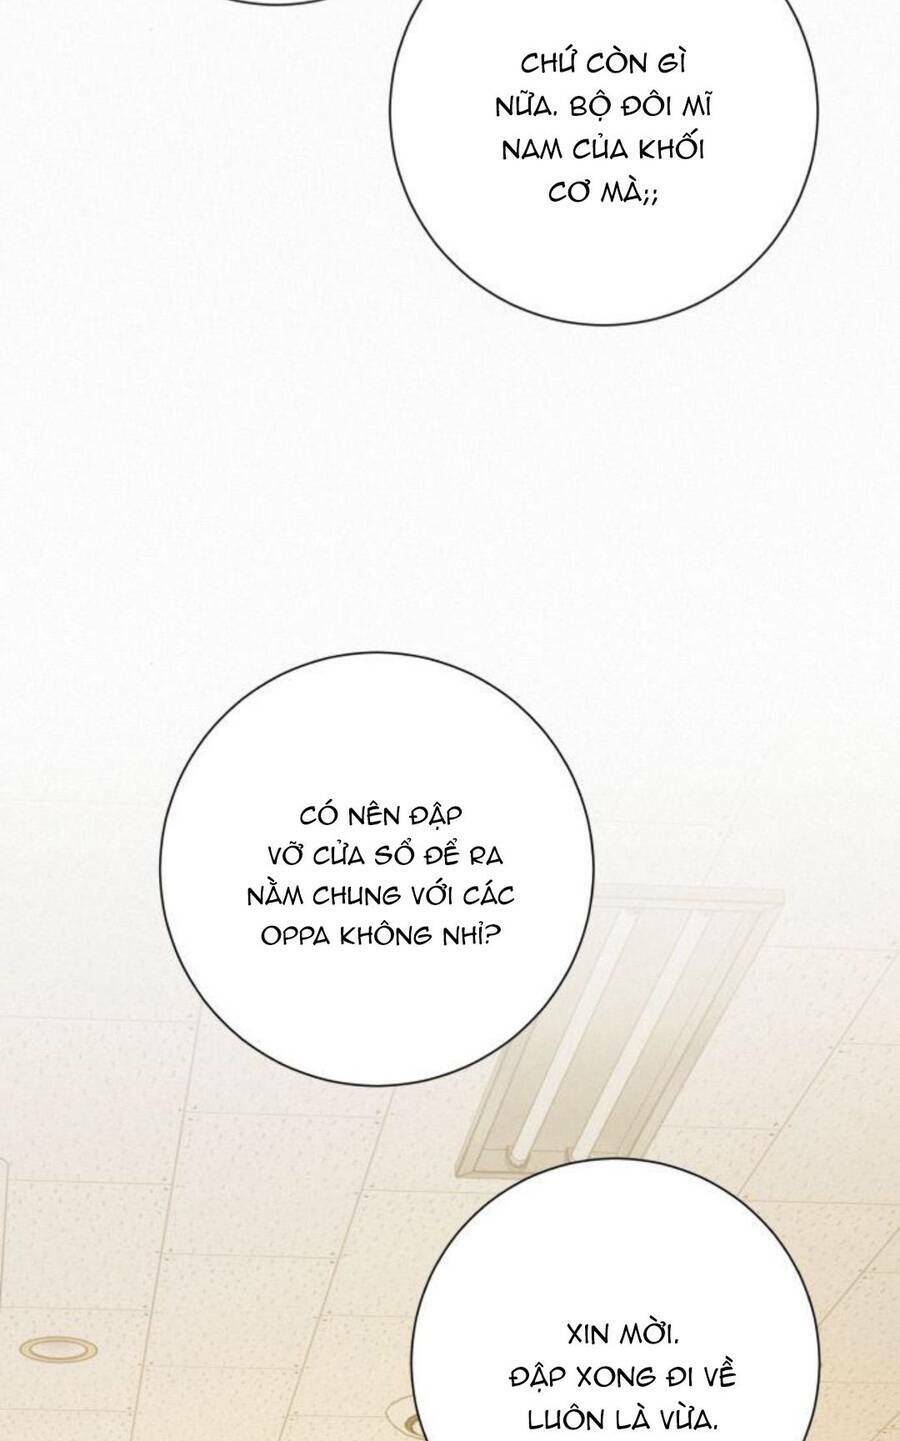 CHỨ CÒN GÌ
NỮA. BỘ ĐÔI MĨ
NAM CỦA KHỐI
CƠ MÀ;;
CÓ NÊN ĐẬP
VỠ CỬA SỔ ĐỂ RA
NẰM CHUNG VỚI CÁC
OPPA KHÔNG NHỈ?
XIN MỜI.
ĐẬP XONG ĐI VỀ
LUÔN LÀ VỪA.